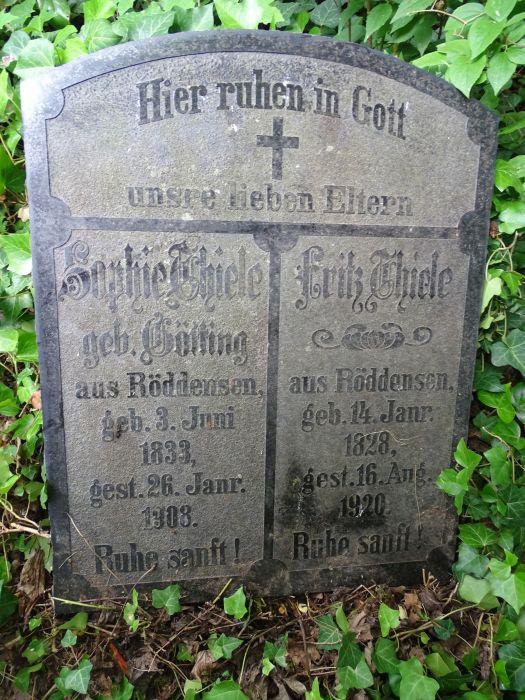 Hier ruhen in Gott
unsre lieben Eltern
Sophie Thiele
geb. Götting
aus Röddensen,
geb. 3. Juni
1833,
gest. 26. Janr.
1908.
Ruhe sanft!
Fritz Thiele
aus Röddensen,
geb. 14. Janr.
1828,
gest. 16. Aug.
1920.
Ruhe sanft!